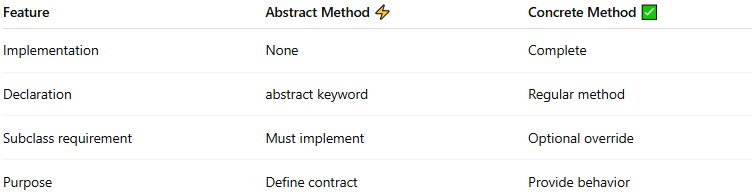 Feature Abstract Method ⚡ Concrete Method ✅
Implementation None Complete
Declaration abstract keyword Regular method
Subclass requirement Must implement Optional override
Purpose Define contract Provide behavior